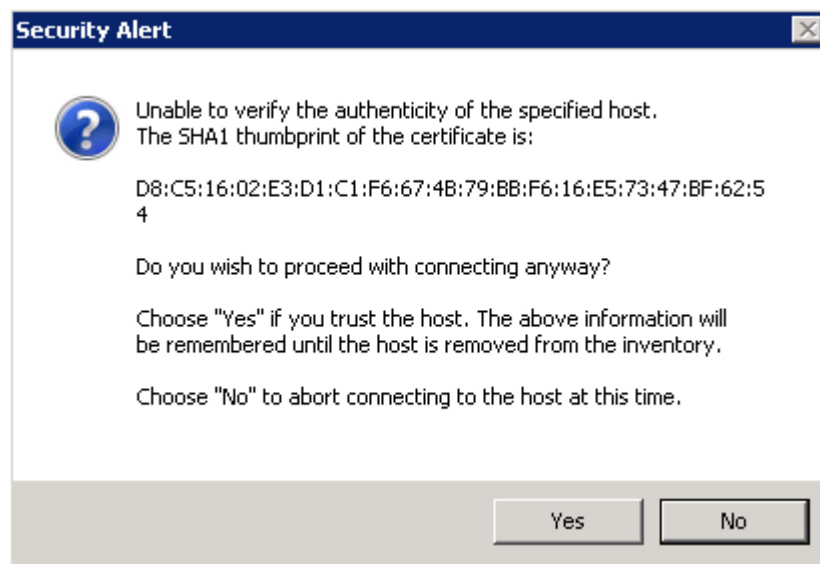 Security Alert
Unable to verify the authenticity of the specified host.
The SHA1 thumbprint of the certificate is:
D8:C5:16:02:E3:D1:C1:F6:67:4B:79:BB:F6:16:E5:73:47:BF:62:5
4
Do you wish to proceed with connecting anyway?
Choose "Yes" if you trust the host. The above information will
be remembered until the host is removed from the inventory.
Choose "No" to abort connecting to the host at this time.
Yes
No